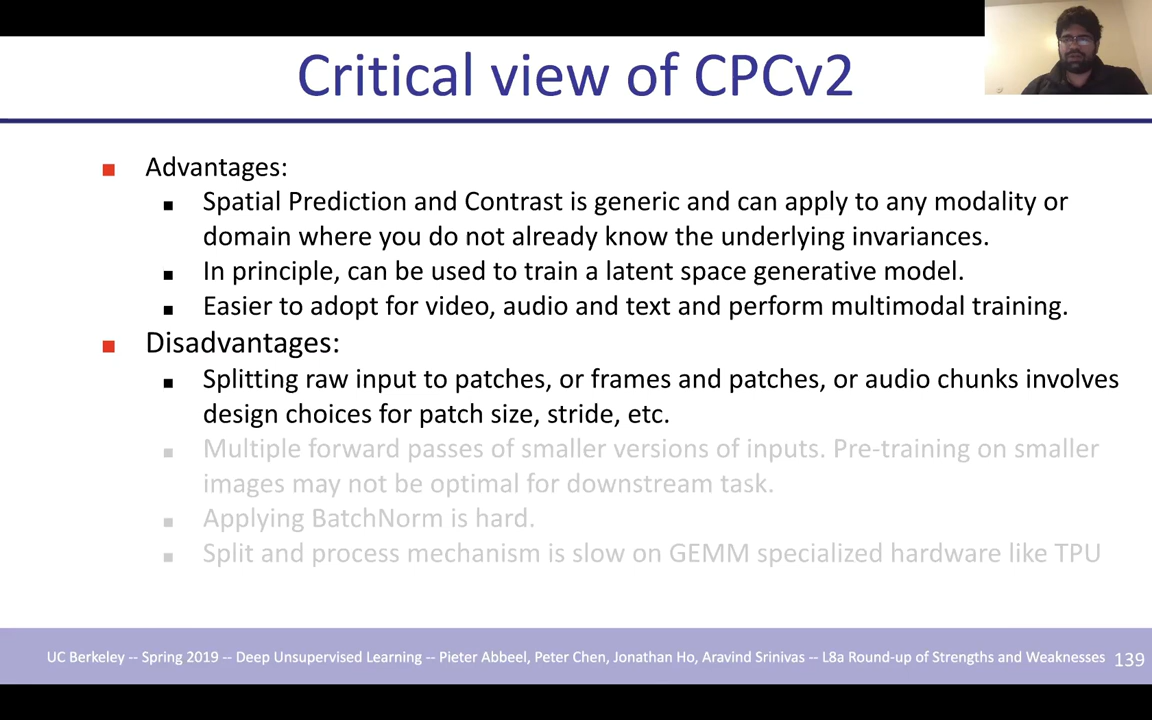 Critical view of CPCv2
Advantages:
Spatial Prediction and Contrast is generic and can apply to any modality or
domain where you do not already know the underlying invariances.
In principle, can be used to train a latent space generative model.
Easier to adopt for video, audio and text and perform multimodal training.
Disadvantages:
Splitting raw input to patches, or frames and patches, or audio chunks involves
design choices for patch size, stride, etc.
Multiple forward passes of smaller versions of inputs. Pre-training on smaller
images may not be optimal for downstream task.
Applying BatchNorm is hard.
Split and process mechanism is slow on GEMM specialized hardware like TPU
UC Berkeley -- Spring 2019 -- Deep Unsupervised Learning -- Pieter Abbeel, Peter Chen, Jonathan Ho, Aravind Srinivas -- L8a Round-up of Strengths and Weaknesses 139